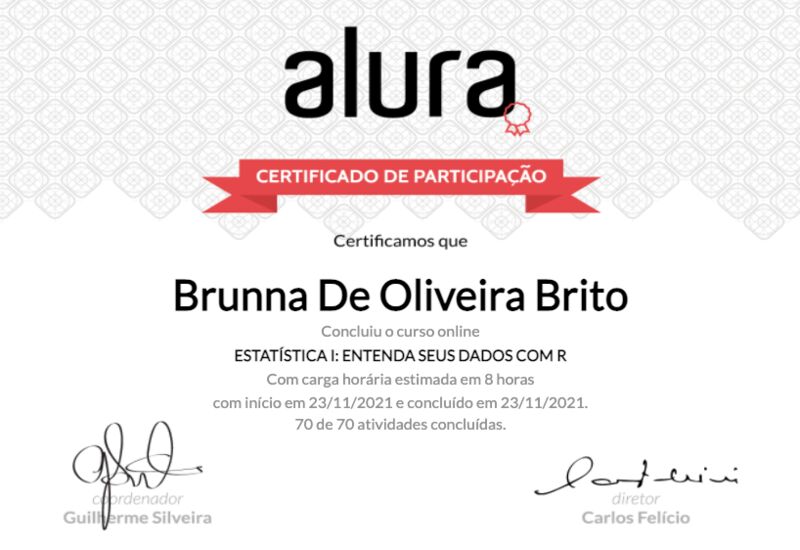 alura
CERTIFICADO DE PARTICIPAÇÃO
Certificamos que
Brunna De Oliveira Brito
Concluiu o curso online
ESTATÍSTICA I: ENTENDA SEUS DADOS COM R
Com carga horária estimada em 8 horas
com início em 23/11/2021 e concluído em 23/11/2021.
70 de 70 atividades concluídas.
coordenador
Guilherme Silveira
diretor
Carlos Felício